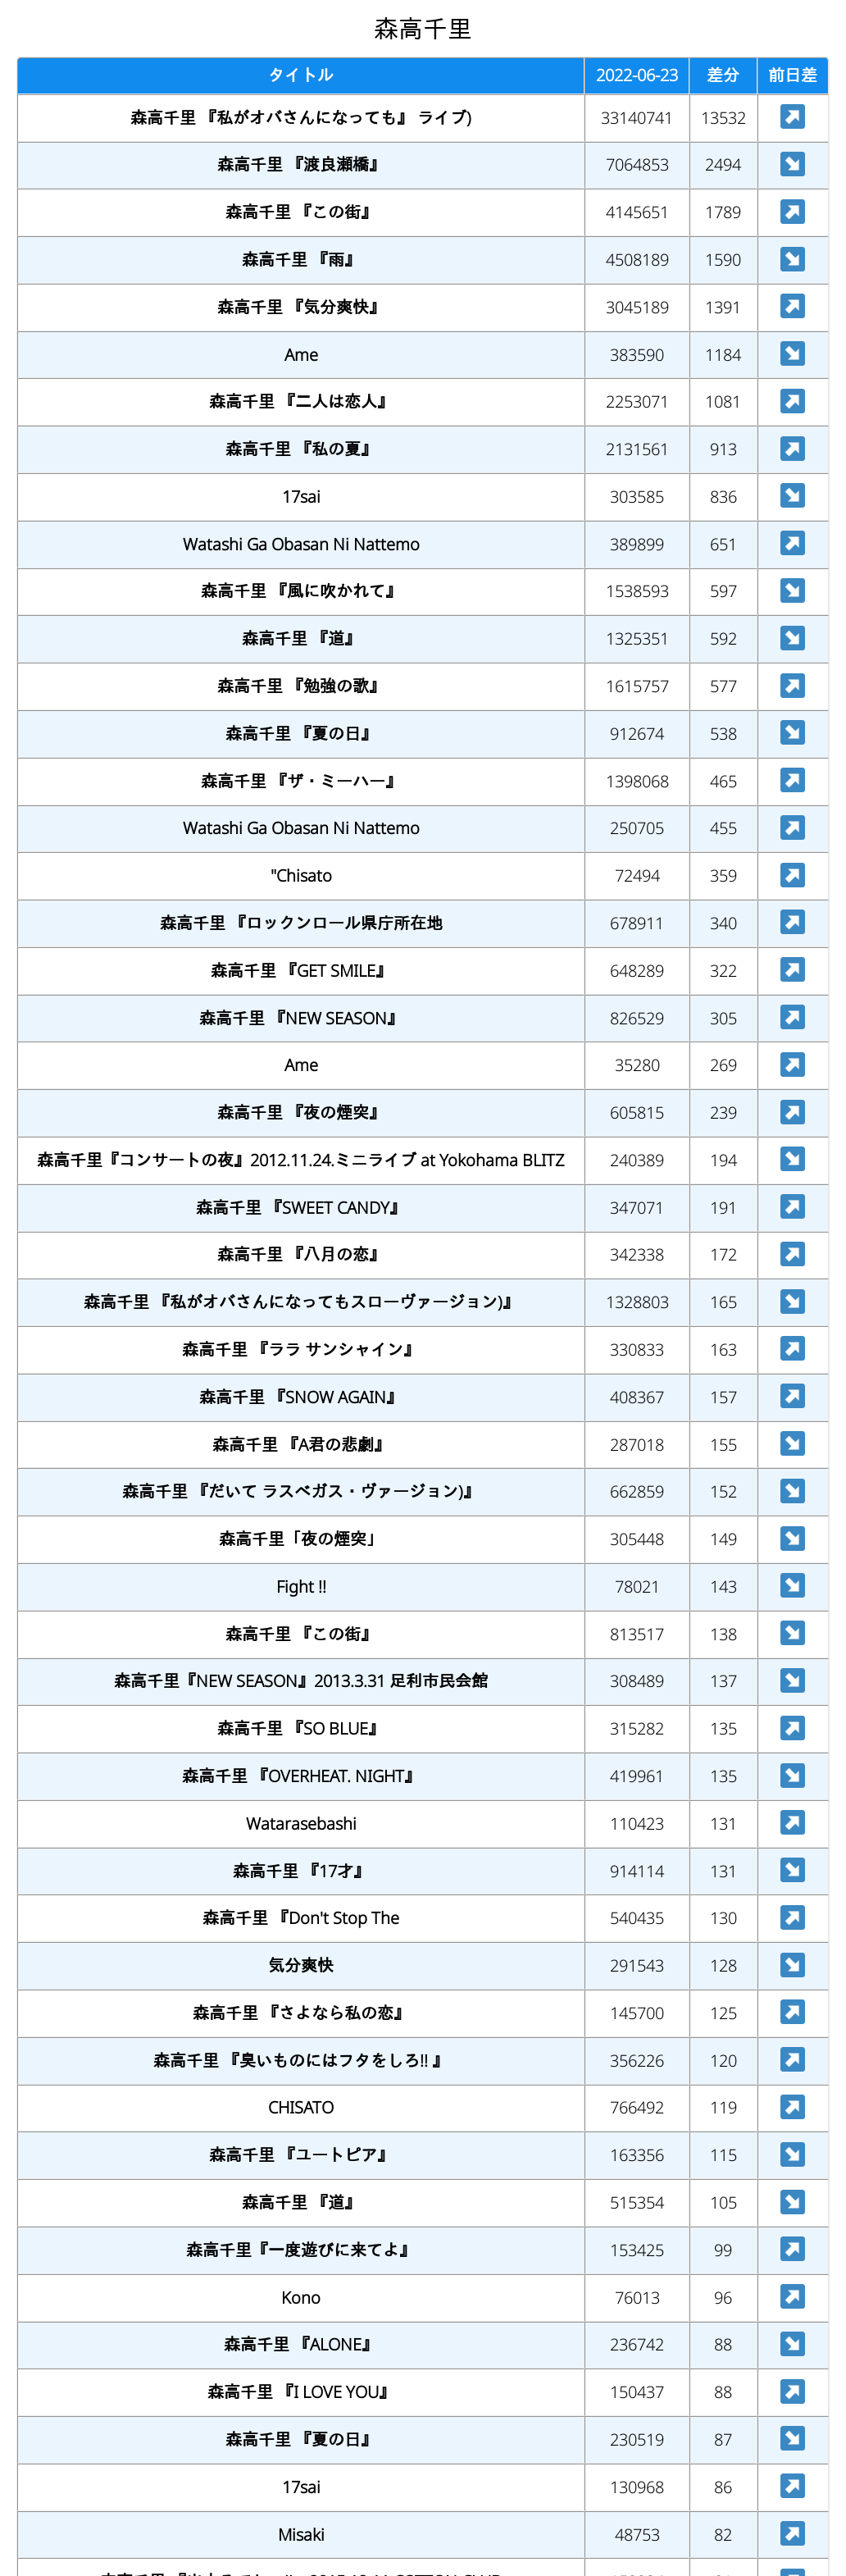 森高千里
タイトル 2022-06-23 差分 前日差
森高千里 『私がオバさんになっても』 ライブ) 33140741 13532
森高千里 『渡良瀬橋』 7064853 2494
森高千里 『この街』 4145651 1789
森高千里 『雨』 4508189 1590
森高千里 『気分爽快』 3045189 1391
Ame 383590 1184
森高千里 『二人は恋人』 2253071 1081
森高千里 『私の夏』 2131561 913
17sai 303585 836
Watashi Ga Obasan Ni Nattemo 389899 651
森高千里 『風に吹かれて』 1538593 597
森高千里 『道』 1325351 592
森高千里 『勉強の歌』 1615757 577
森高千里 『夏の日』 912674 538
森高千里 『ザ・ミーハー』 1398068 465
Watashi Ga Obasan Ni Nattemo 250705 455
"Chisato 72494 359
森高千里 『ロックンロール県庁所在地 678911 340
森高千里 『GET SMILE』 648289 322
森高千里 『NEW SEASON』 826529 305
Ame 35280 269
森高千里 『夜の煙突』 605815 239
森高千里『コンサートの夜』2012.11.24.ミニライブ at Yokohama BLITZ 240389 194
森高千里 『SWEET CANDY』 347071 191
森高千里 『八月の恋』 342338 172
森高千里 『私がオバさんになってもスローヴァージョン)』 1328803 165
森高千里 『ララ サンシャイン』 330833 163
森高千里 『SNOW AGAIN』 408367 157
森高千里 『A君の悲劇』 287018 155
森高千里 『だいて ラスベガス・ヴァージョン)』 662859 152
森高千里「夜の煙突」 305448 149
Fight !! 78021 143
森高千里 『この街』 813517 138
森高千里『NEW SEASON』2013.3.31 足利市民会館 308489 137
森高千里 『SO BLUE』 315282 135
森高千里 『OVERHEAT. NIGHT』 419961 135
Watarasebashi 110423 131
森高千里 『17才』 914114 131
森高千里 『Don't Stop The 540435 130
気分爽快 291543 128
森高千里 『さよなら私の恋』 145700 125
森高千里 『臭いものにはフタをしろ!! 』 356226 120
CHISATO 766492 119
森高千里 『ユートピア』 163356 115
森高千里 『道』 515354 105
森高千里『一度遊びに来てよ』 153425 99
Kono 76013 96
森高千里 『ALONE』 236742 88
森高千里 『I LOVE YOU』 150437 88
森高千里 『夏の日』 230519 87
17sai 130968 86
Misaki 48753 82